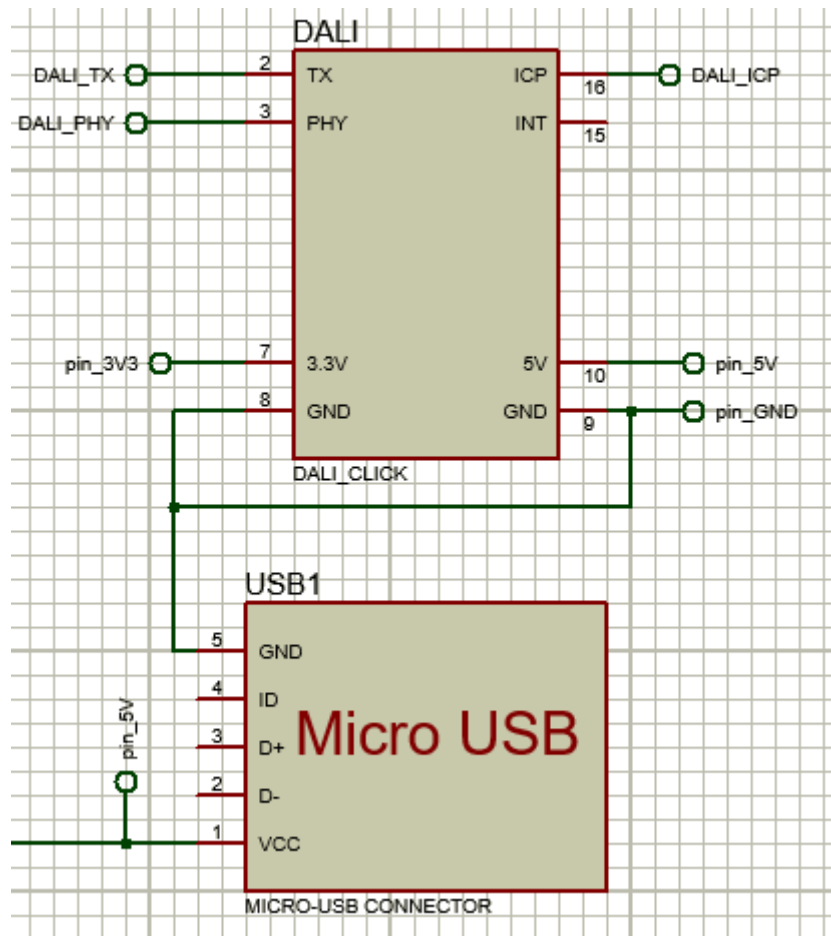 DALI
DALI_TX 2 TX ICP 16 DALI_ICP
DALI_PHY 3 PHY INT 15
pin_3V3 7 3.3V 5V 10 pin_5V
8 GND GND 9 pin_GND
DALI_CLICK
USB1
5 GND
4 ID
pin_5V
3 D+
Micro USB
2 D-
1 VCC
MICRO-USB CONNECTOR